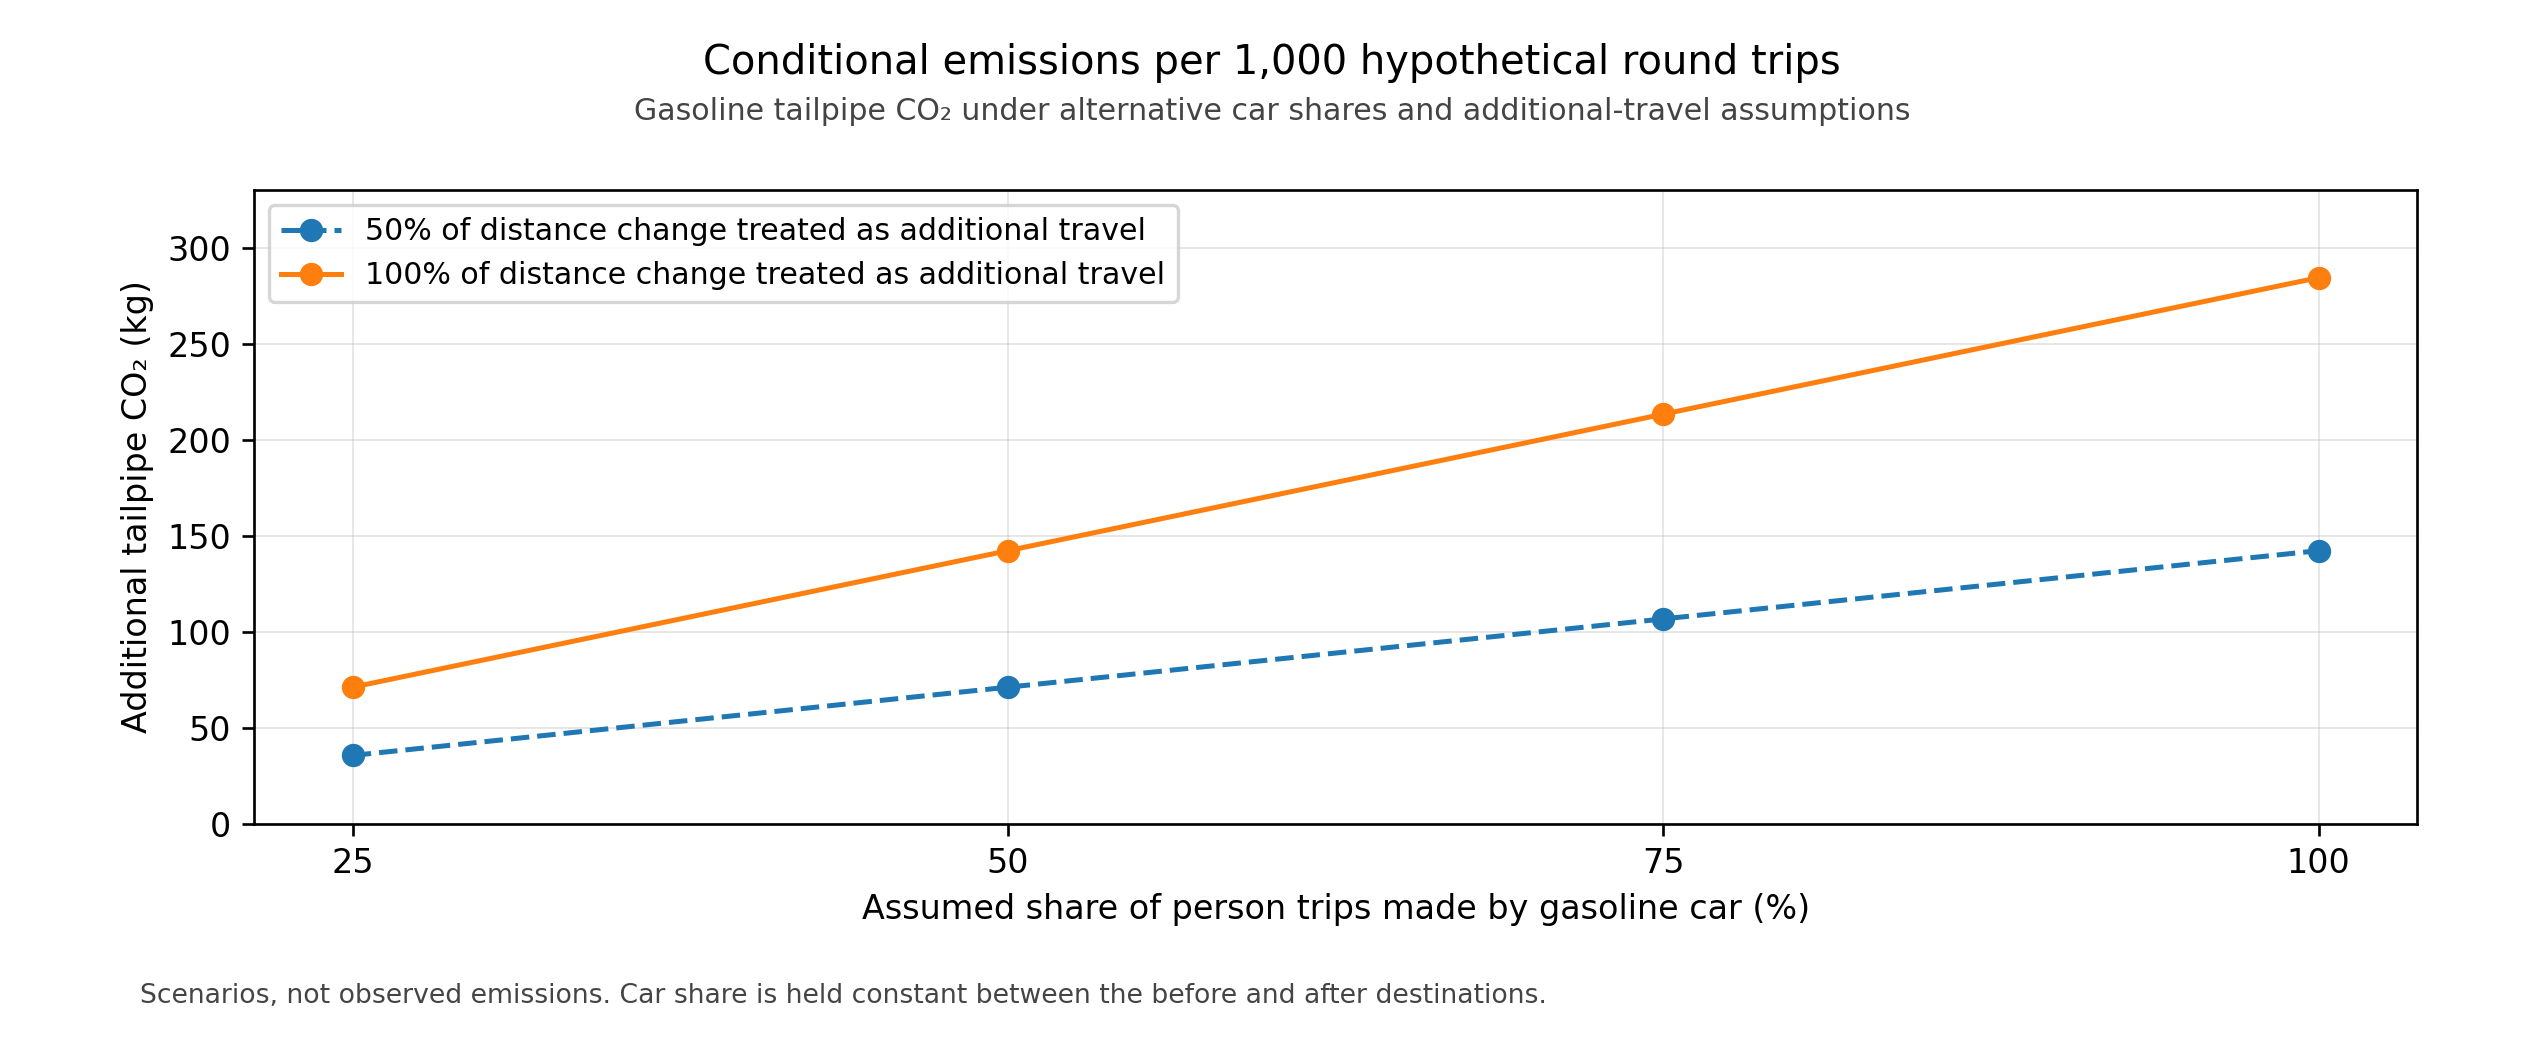 Conditional emissions per 1,000 hypothetical round trips
Gasoline tailpipe CO₂ under alternative car shares and additional-travel assumptions
50% of distance change treated as additional travel
100% of distance change treated as additional travel
Additional tailpipe CO₂ (kg)
300
250
200
150
100
50
0
25 50 75 100
Assumed share of person trips made by gasoline car (%)
Scenarios, not observed emissions. Car share is held constant between the before and after destinations.